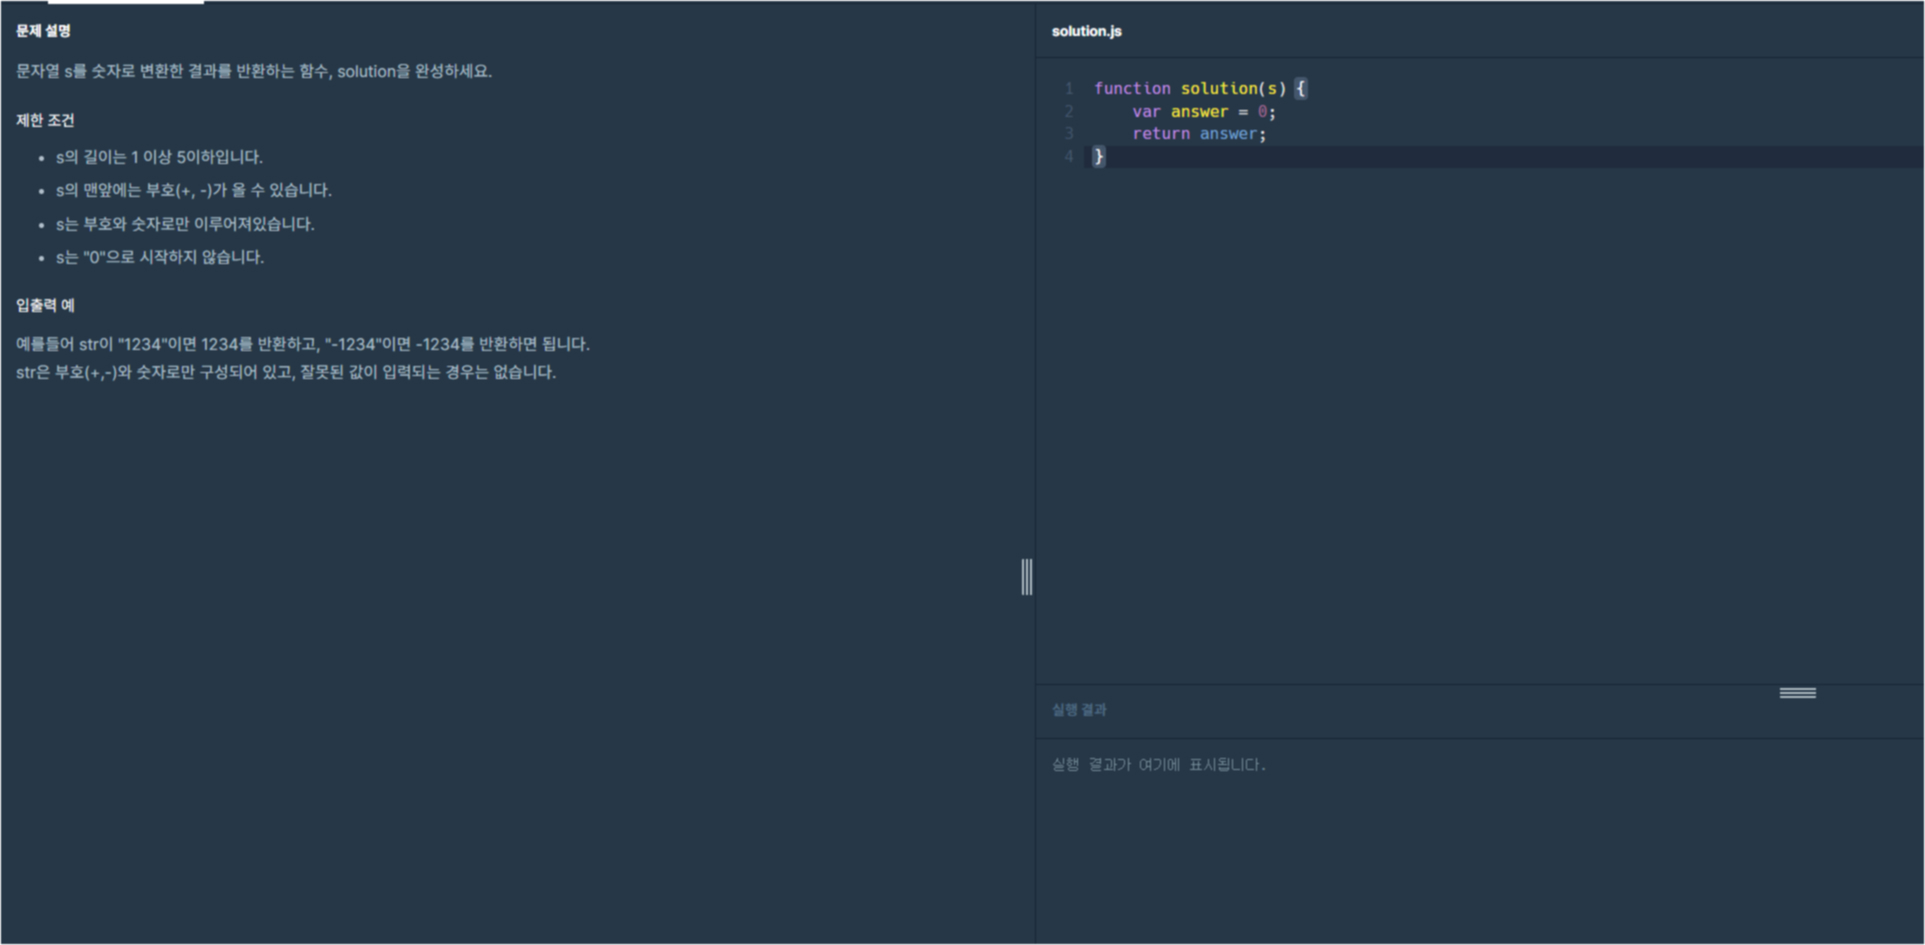 문제 설명
문자열 s를 숫자로 변환한 결과를 반환하는 함수, solution을 완성하세요.
제한 조건
• s의 길이는 1 이상 5이하입니다.
• s의 맨앞에는 부호(+, -)가 올 수 있습니다.
• s는 부호와 숫자로만 이루어져있습니다.
• s는 "0"으로 시작하지 않습니다.
입출력 예
예를들어 str이 "1234"이면 1234를 반환하고, "-1234"이면 -1234를 반환하면 됩니다.
str은 부호(+,-)와 숫자로만 구성되어 있고, 잘못된 값이 입력되는 경우는 없습니다.
solution.js
1 function solution(s) {
2     var answer = 0;
3     return answer;
4 }
실행 결과
실행 결과가 여기에 표시됩니다.